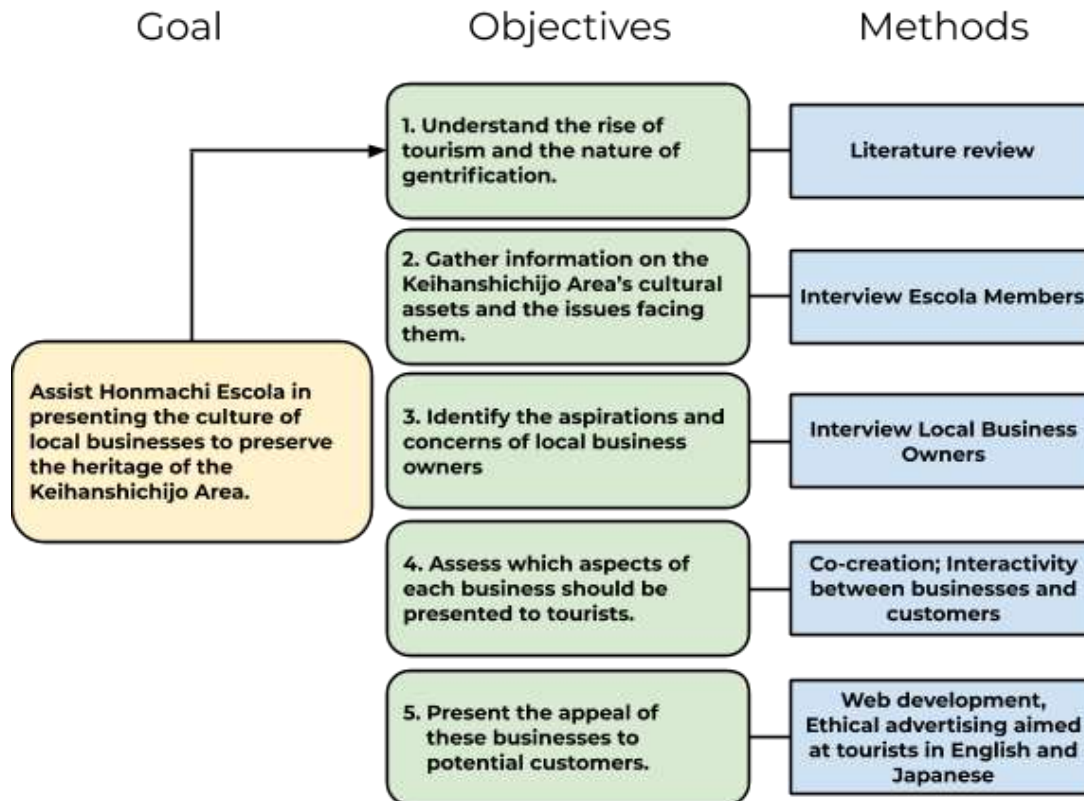 Goal
Objectives
Methods
1. Understand the rise of
tourism and the nature of
gentrification.
Literature review
2. Gather information on the
Keihanshichijo Area's cultural
assets and the issues facing
them.
Interview Escola Members
Assist Honmachi Escola in
presenting the culture of
local businesses to preserve
the heritage of the
Keihanshichijo Area.
3. Identify the aspirations and
concerns of local business
owners
Interview Local Business
Owners
4. Assess which aspects of
each business should be
presented to tourists.
Co-creation; Interactivity
between businesses and
customers
5. Present the appeal of
these businesses to
potential customers.
Web development,
Ethical advertising aimed
at tourists in English and
Japanese